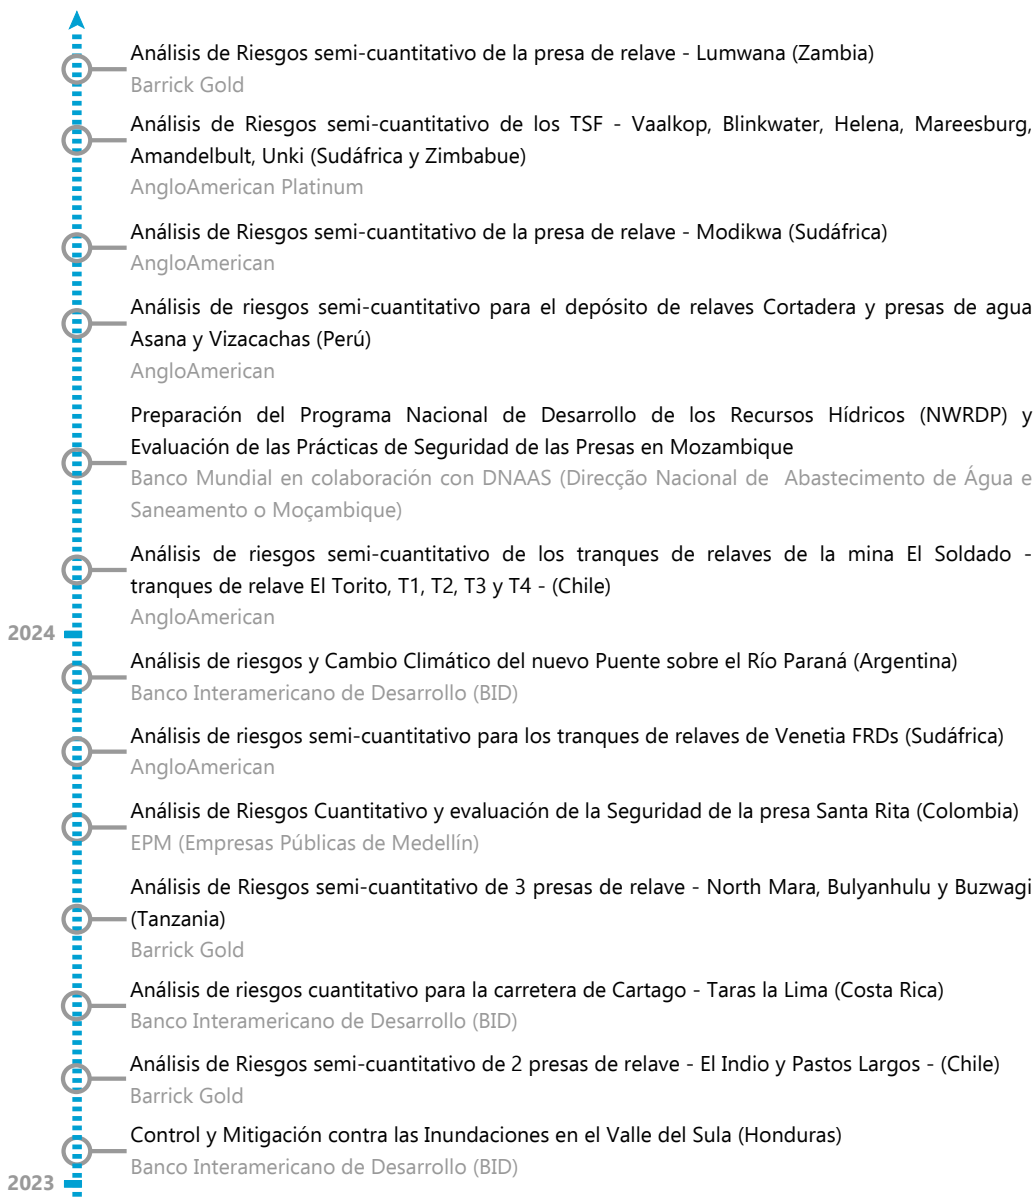 Análisis de Riesgos semi-cuantitativo de la presa de relave - Lumwana (Zambia)
Barrick Gold
Análisis de Riesgos semi-cuantitativo de los TSF - Vaalkop, Blinkwater, Helena, Mareesburg,
Amandelbult, Unki (Sudáfrica y Zimbabue)
AngloAmerican Platinum
Análisis de Riesgos semi-cuantitativo de la presa de relave - Modikwa (Sudáfrica)
AngloAmerican
Análisis de riesgos semi-cuantitativo para el depósito de relaves Cortadera y presas de agua
Asana y Vizacachas (Perú)
AngloAmerican
Preparación del Programa Nacional de Desarrollo de los Recursos Hídricos (NWRDP) y
Evaluación de las Prácticas de Seguridad de las Presas en Mozambique
Banco Mundial en colaboración con DNAAS (Direcção Nacional de Abastecimento de Água e
Saneamento o Moçambique)
Análisis de riesgos semi-cuantitativo de los tranques de relaves de la mina El Soldado -
tranques de relave El Torito, T1, T2, T3 y T4 - (Chile)
AngloAmerican
2024
Análisis de riesgos y Cambio Climático del nuevo Puente sobre el Río Paraná (Argentina)
Banco Interamericano de Desarrollo (BID)
Análisis de riesgos semi-cuantitativo para los tranques de relaves de Venetia FRDs (Sudáfrica)
AngloAmerican
Análisis de Riesgos Cuantitativo y evaluación de la Seguridad de la presa Santa Rita (Colombia)
EPM (Empresas Públicas de Medellín)
Análisis de Riesgos semi-cuantitativo de 3 presas de relave - North Mara, Bulyanhulu y Buzwagi
(Tanzania)
Barrick Gold
Análisis de riesgos cuantitativo para la carretera de Cartago - Taras la Lima (Costa Rica)
Banco Interamericano de Desarrollo (BID)
Análisis de Riesgos semi-cuantitativo de 2 presas de relave - El Indio y Pastos Largos - (Chile)
Barrick Gold
Control y Mitigación contra las Inundaciones en el Valle del Sula (Honduras)
Banco Interamericano de Desarrollo (BID)
2023